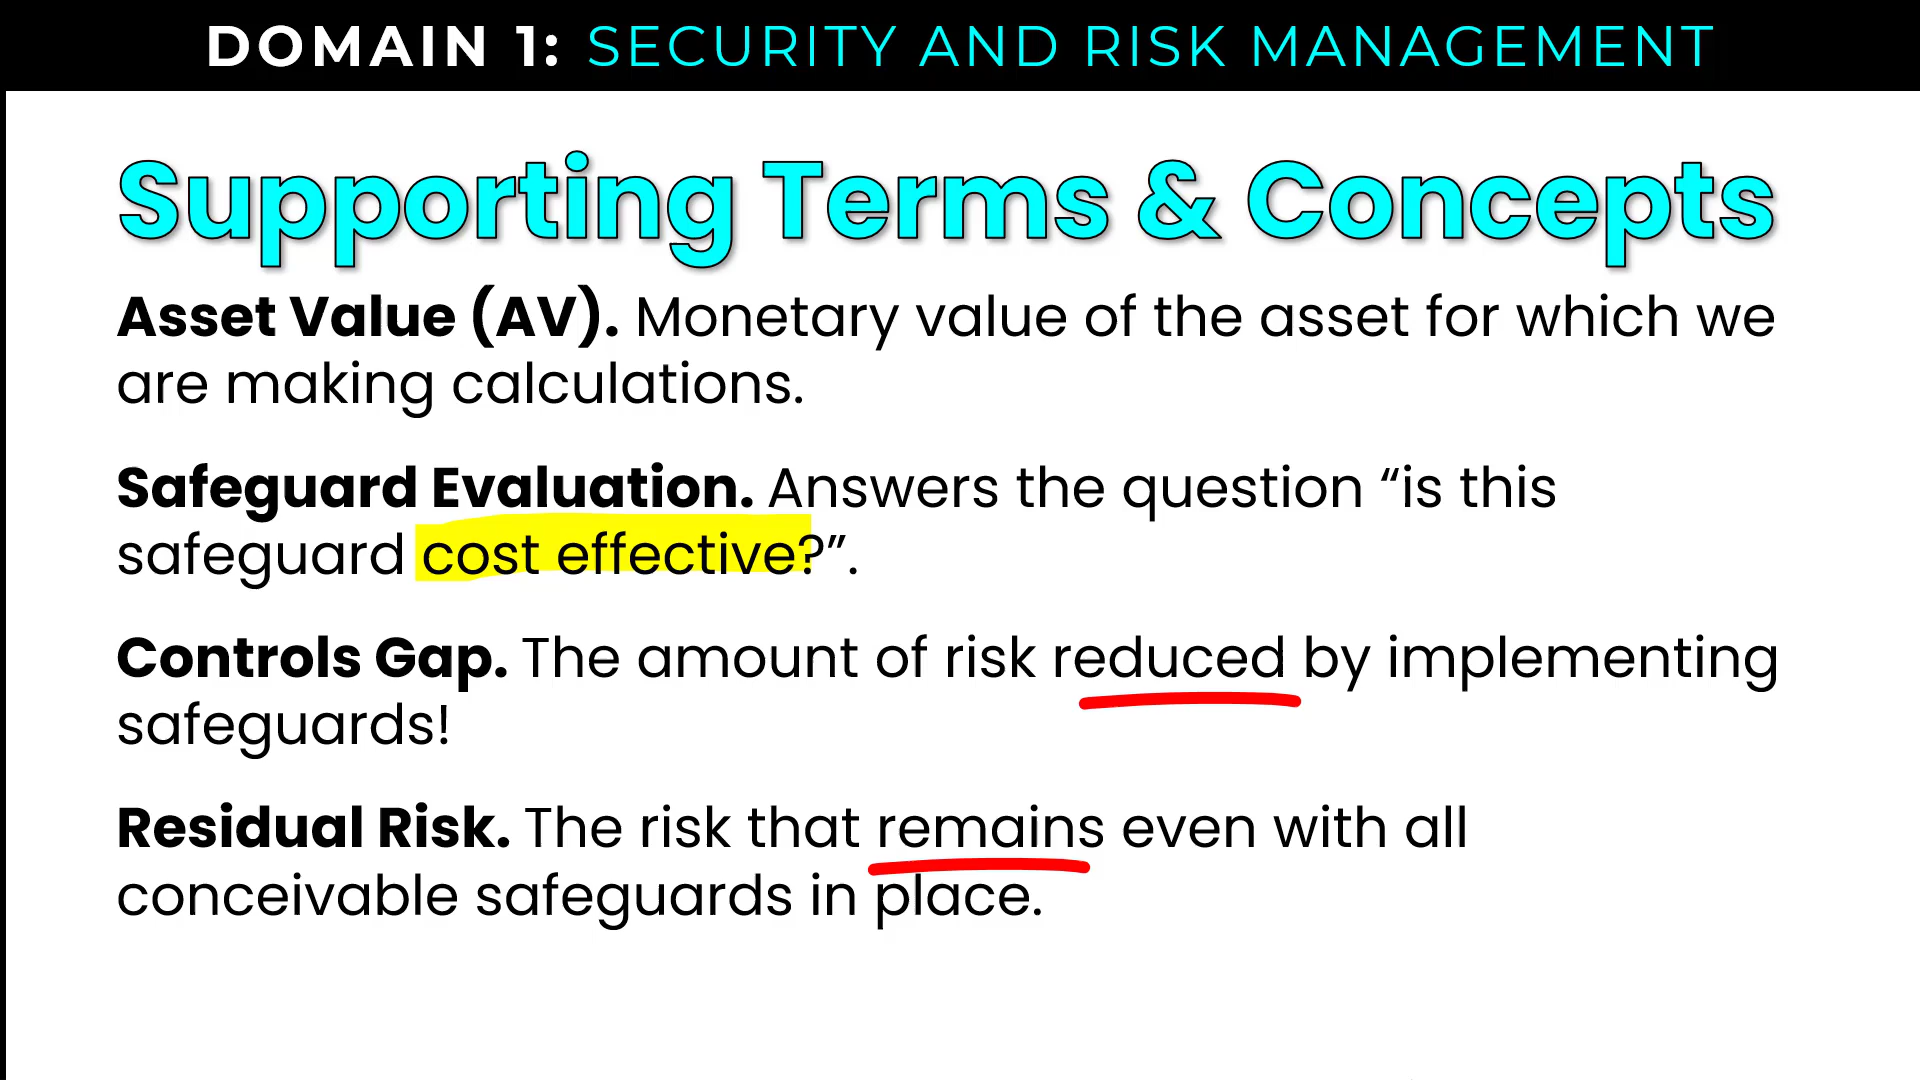 DOMAIN 1: SECURITY AND RISK MANAGEMENT
Supporting Terms & Concepts
Asset Value (AV). Monetary value of the asset for which we
are making calculations.
Safeguard Evaluation. Answers the question “is this
safeguard cost effective?”.
Controls Gap. The amount of risk reduced by implementing
safeguards!
Residual Risk. The risk that remains even with all
conceivable safeguards in place.